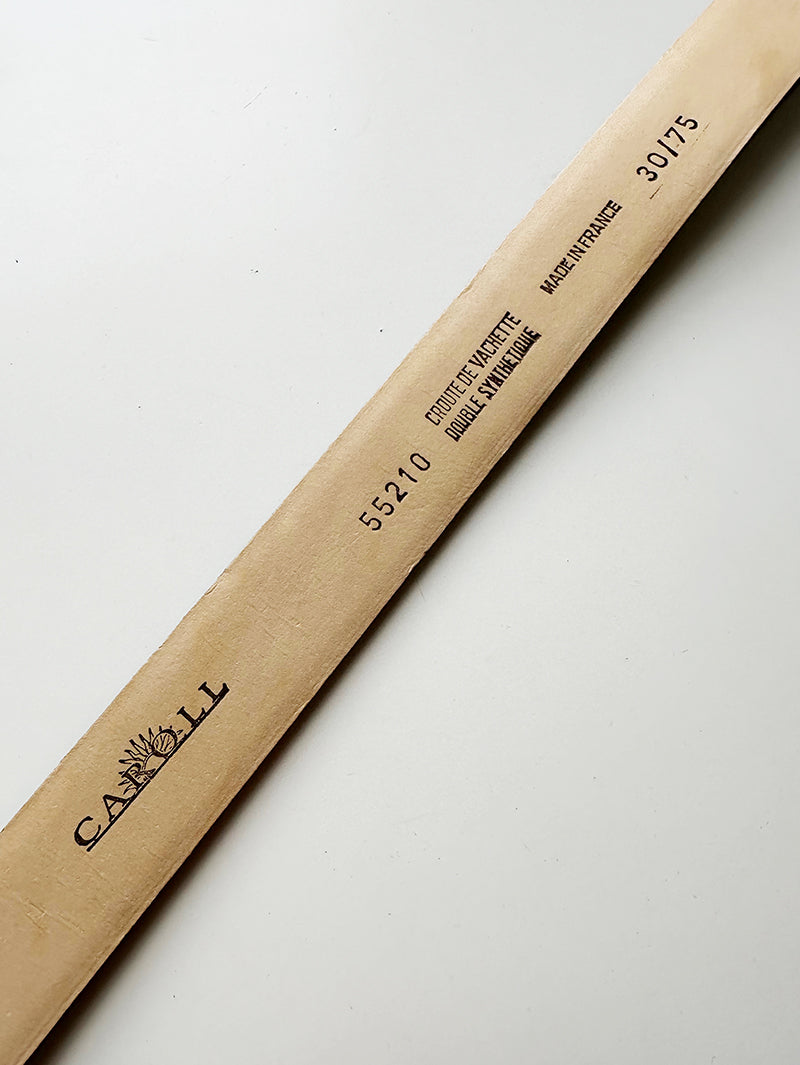 CAROLL
55210
CROUTE DE VACHETTE
DOUBLE SYNTHETIQUE
MADE IN FRANCE
30/75